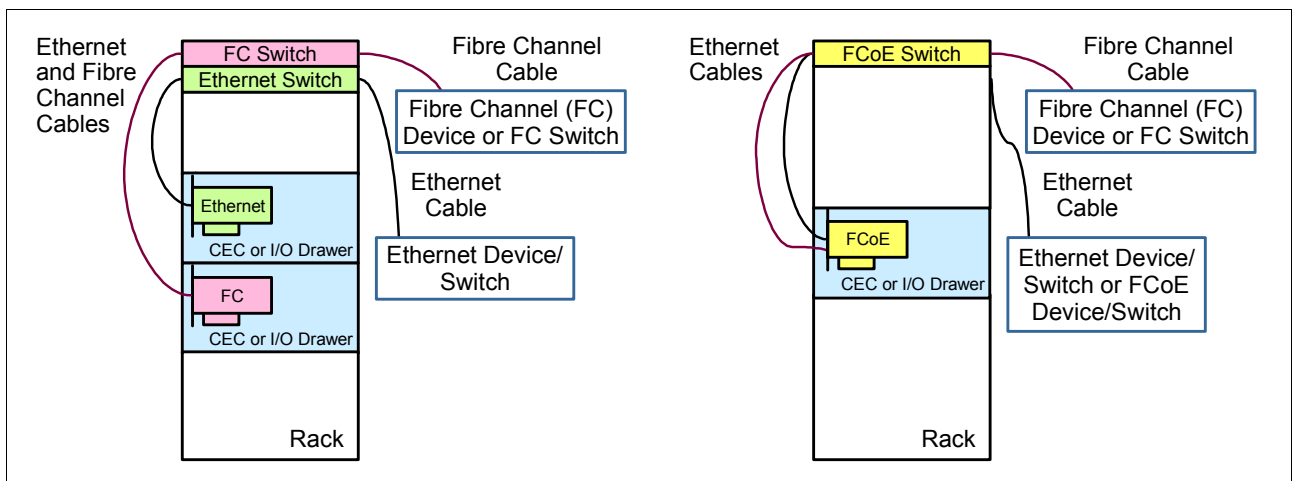 Ethernet
and Fibre
Channel
Cables
FC Switch
Ethernet Switch
Fibre Channel
Cable
Fibre Channel (FC)
Device or FC Switch
Ethernet
Cable
Ethernet Device/
Switch
Ethernet
CEC or I/O Drawer
FC
CEC or I/O Drawer
Rack
Ethernet
Cables
FCoE Switch
Fibre Channel
Cable
Fibre Channel (FC)
Device or FC Switch
Ethernet
Cable
Ethernet Device/
Switch or FCoE
Device/Switch
FCoE
CEC or I/O Drawer
Rack